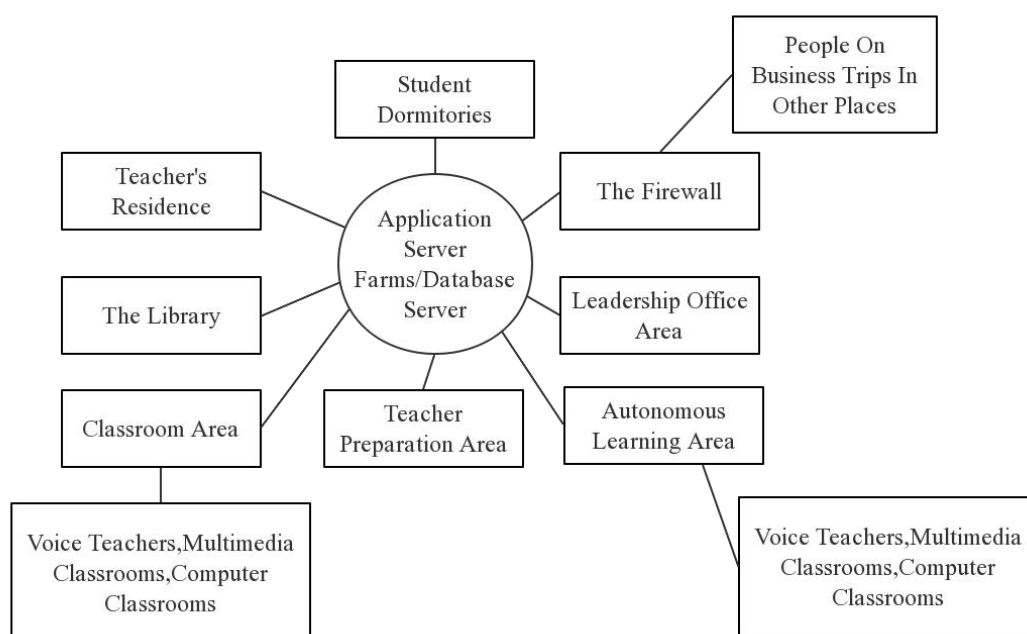 People On
Business Trips In
Other Places
Student
Dormitories
Teacher's
Residence
The Firewall
Application
Server
Farms/Database
Server
The Library
Leadership Office
Area
Classroom Area
Teacher
Preparation Area
Autonomous
Learning Area
Voice Teachers,Multimedia
Classrooms,Computer
Classrooms
Voice Teachers,Multimedia
Classrooms,Computer
Classrooms